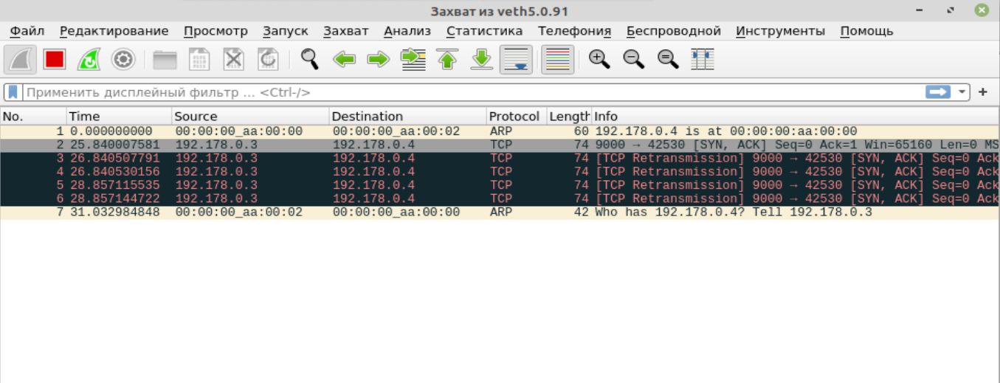 Захват из veth5.0.91
Файл Редактирование Просмотр Запуск Захват Анализ Статистика Телефония Беспроводной Инструменты Помощь
Применить дисплейный фильтр ... <Ctrl-/> +
No. Time Source Destination Protocol Length Info
1 0.000000000 00:00:00_aa:00:00 00:00:00_aa:00:02 ARP 60 192.178.0.4 is at 00:00:00:aa:00:00
2 25.840007581 192.178.0.3 192.178.0.4 TCP 74 9000 → 42530 [SYN, ACK] Seq=0 Ack=1 Win=65160 Len=0 MS
3 26.840507791 192.178.0.3 192.178.0.4 TCP 74 [TCP Retransmission] 9000 → 42530 [SYN, ACK] Seq=0 Ack
4 26.840530156 192.178.0.3 192.178.0.4 TCP 74 [TCP Retransmission] 9000 → 42530 [SYN, ACK] Seq=0 Ack
5 28.857115535 192.178.0.3 192.178.0.4 TCP 74 [TCP Retransmission] 9000 → 42530 [SYN, ACK] Seq=0 Ack
6 28.857144722 192.178.0.3 192.178.0.4 TCP 74 [TCP Retransmission] 9000 → 42530 [SYN, ACK] Seq=0 Ack
7 31.032984848 00:00:00_aa:00:02 00:00:00_aa:00:00 ARP 42 Who has 192.178.0.4? Tell 192.178.0.3